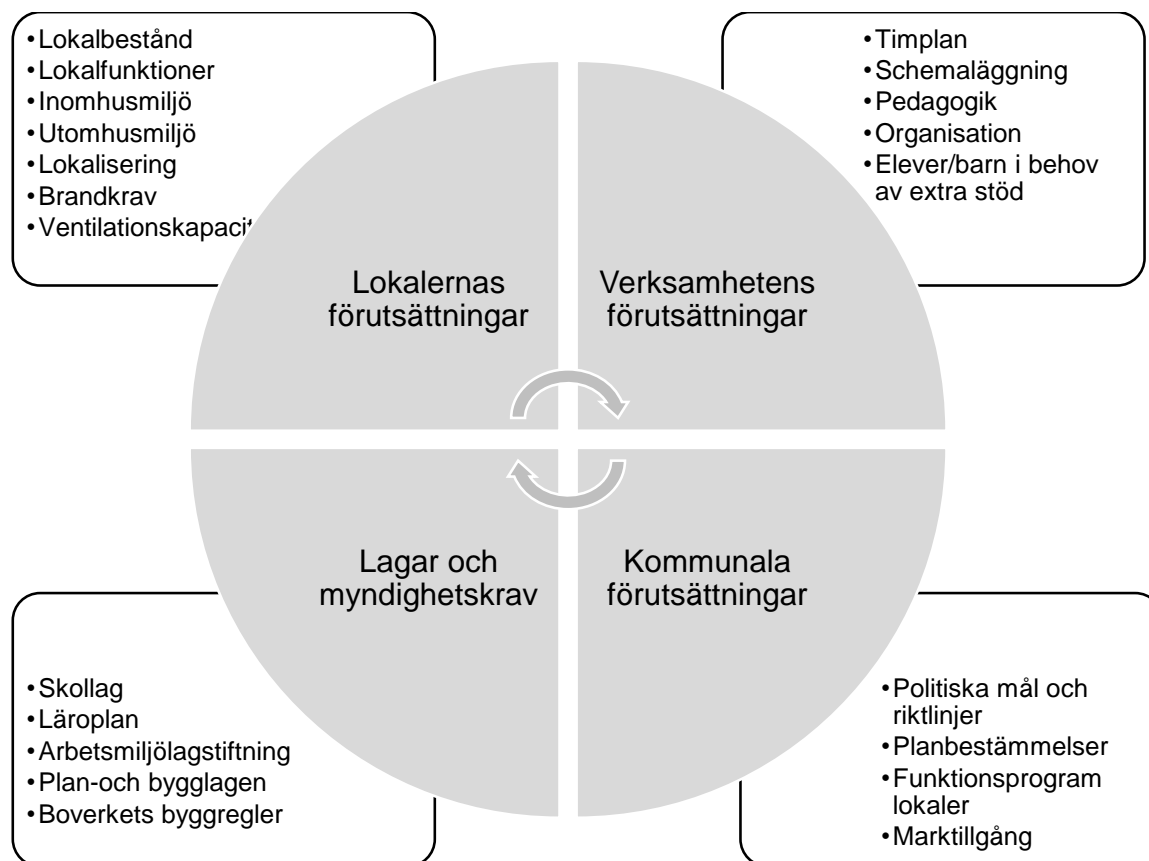 •Lokalbestånd
•Lokalfunktioner
•Inomhusmiljö
•Utomhusmiljö
•Lokalisering
•Brandkrav
•Ventilationskapacit
•Timplan
•Schemaläggning
•Pedagogik
•Organisation
•Elever/barn i behov
av extra stöd
Lokalernas
förutsättningar
Verksamhetens
förutsättningar
Lagar och
myndighetskrav
Kommunala
förutsättningar
•Skollag
•Läroplan
•Arbetsmiljölagstiftning
•Plan-och bygglagen
•Boverkets byggregler
•Politiska mål och
riktlinjer
•Planbestämmelser
•Funktionsprogram
lokaler
•Marktillgång